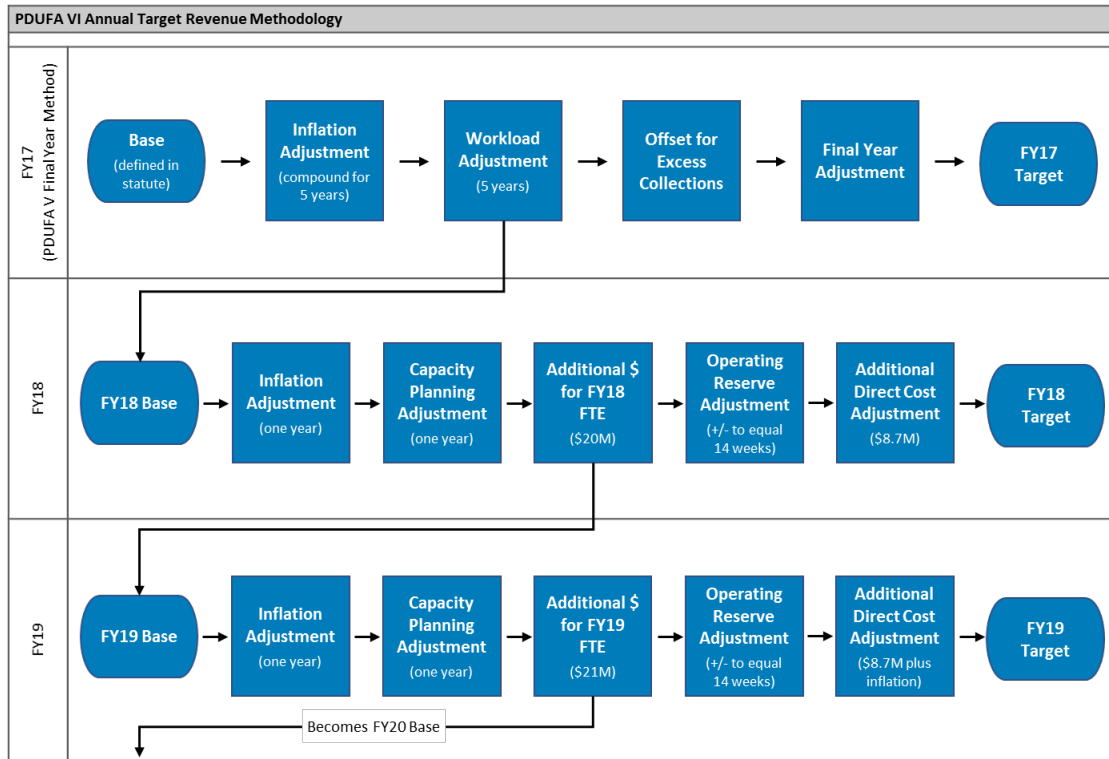 PDUFA VI Annual Target Revenue Methodology
FY17
(PDUFA V Final Year Method)
Base
(defined in
statute)
Inflation
Adjustment
(compound for
5 years)
Workload
Adjustment
(5 years)
Offset for
Excess
Collections
Final Year
Adjustment
FY17
Target
FY18
FY18 Base
Inflation
Adjustment
(one year)
Capacity
Planning
Adjustment
(one year)
Additional $
for FY18
FTE
($20M)
Operating
Reserve
Adjustment
(+/- to equal
14 weeks)
Additional
Direct Cost
Adjustment
($8.7M)
FY18
Target
FY19
FY19 Base
Inflation
Adjustment
(one year)
Capacity
Planning
Adjustment
(one year)
Additional $
for FY19
FTE
($21M)
Operating
Reserve
Adjustment
(+/- to equal
14 weeks)
Additional
Direct Cost
Adjustment
($8.7M plus
inflation)
FY19
Target
Becomes FY20 Base